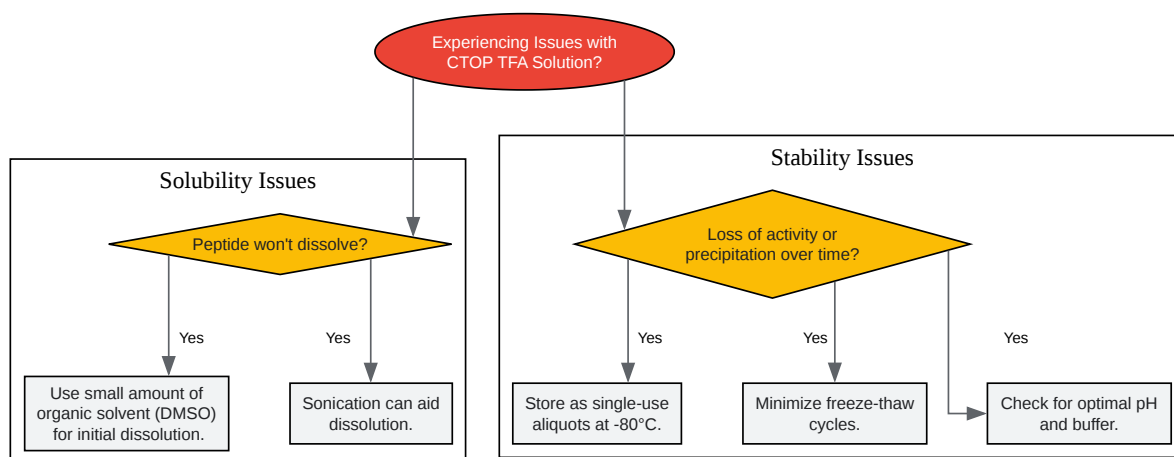 Experiencing Issues with
CTOP TFA Solution?
Solubility Issues
Peptide won't dissolve?
Yes
Yes
Use small amount of
organic solvent (DMSO)
for initial dissolution.
Sonication can aid
dissolution.
Stability Issues
Loss of activity or
precipitation over time?
Yes
Yes
Yes
Store as single-use
aliquots at -80°C.
Minimize freeze-thaw
cycles.
Check for optimal pH
and buffer.